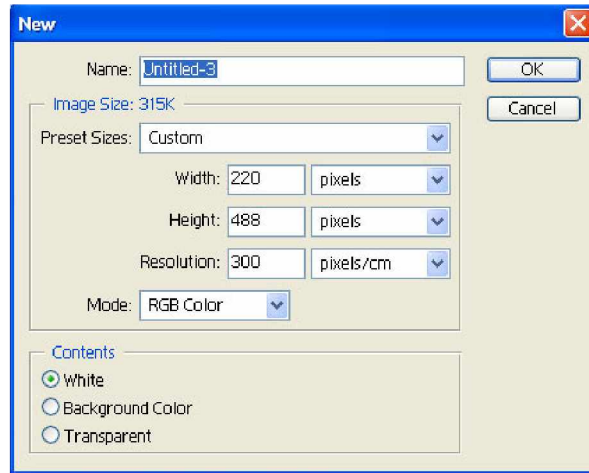 New
Name: Untitled-3
OK
Image Size: 315K
Cancel
Preset Sizes: Custom
Width: 220 pixels
Height: 488 pixels
Resolution: 300 pixels/cm
Mode: RGB Color
Contents
White
Background Color
Transparent